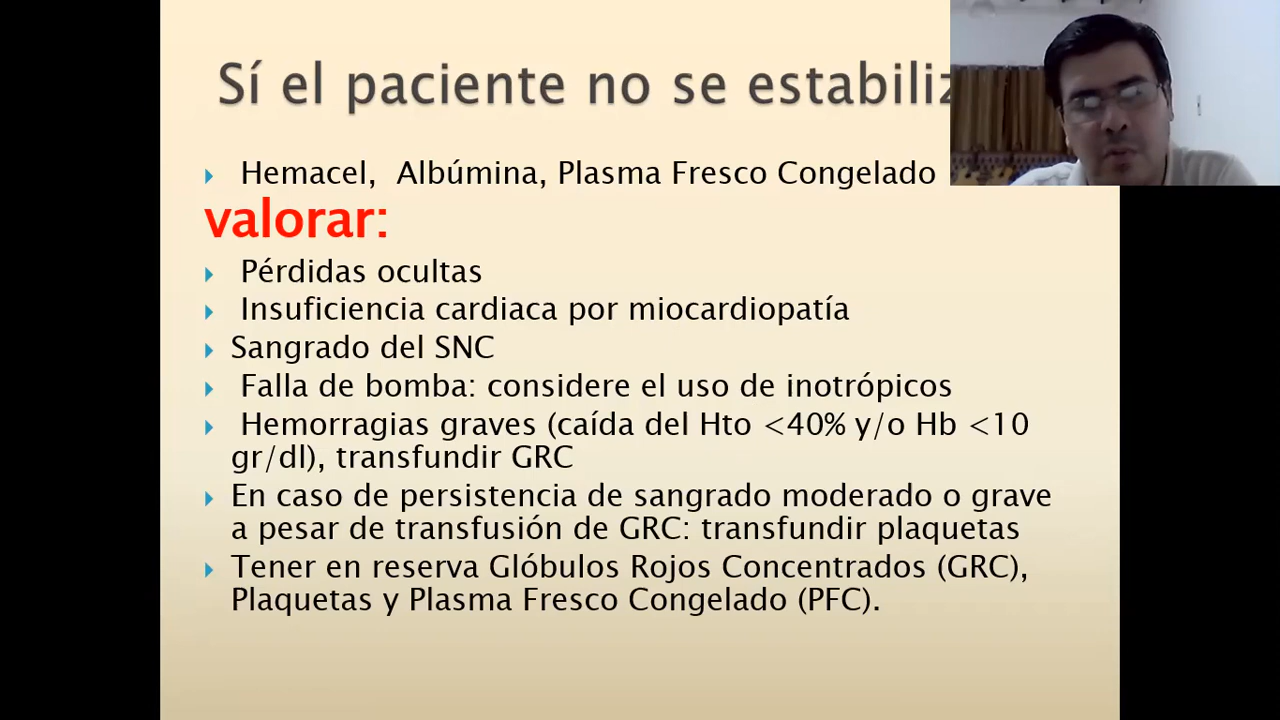 Sí el paciente no se estabiliz
Hemacel, Albúmina, Plasma Fresco Congelado
valorar:
Pérdidas ocultas
Insuficiencia cardiaca por miocardiopatía
Sangrado del SNC
Falla de bomba: considere el uso de inotrópicos
Hemorragias graves (caída del Hto <40% y/o Hb <10
gr/dl), transfundir GRC
En caso de persistencia de sangrado moderado o grave
a pesar de transfusión de GRC: transfundir plaquetas
Tener en reserva Glóbulos Rojos Concentrados (GRC),
Plaquetas y Plasma Fresco Congelado (PFC).